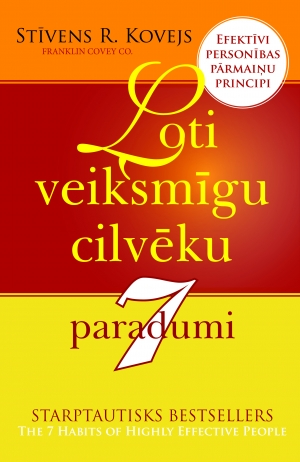 Stīvens R. Kovejs
FRANKLIN COVEY CO.
Efektīvi
personības
pārmaiņu
principi
Ļoti
veiksmīgu
cilvēku
7
paradumi
STARPTAUTISKS BESTSELLERS
The 7 Habits of Highly Effective People